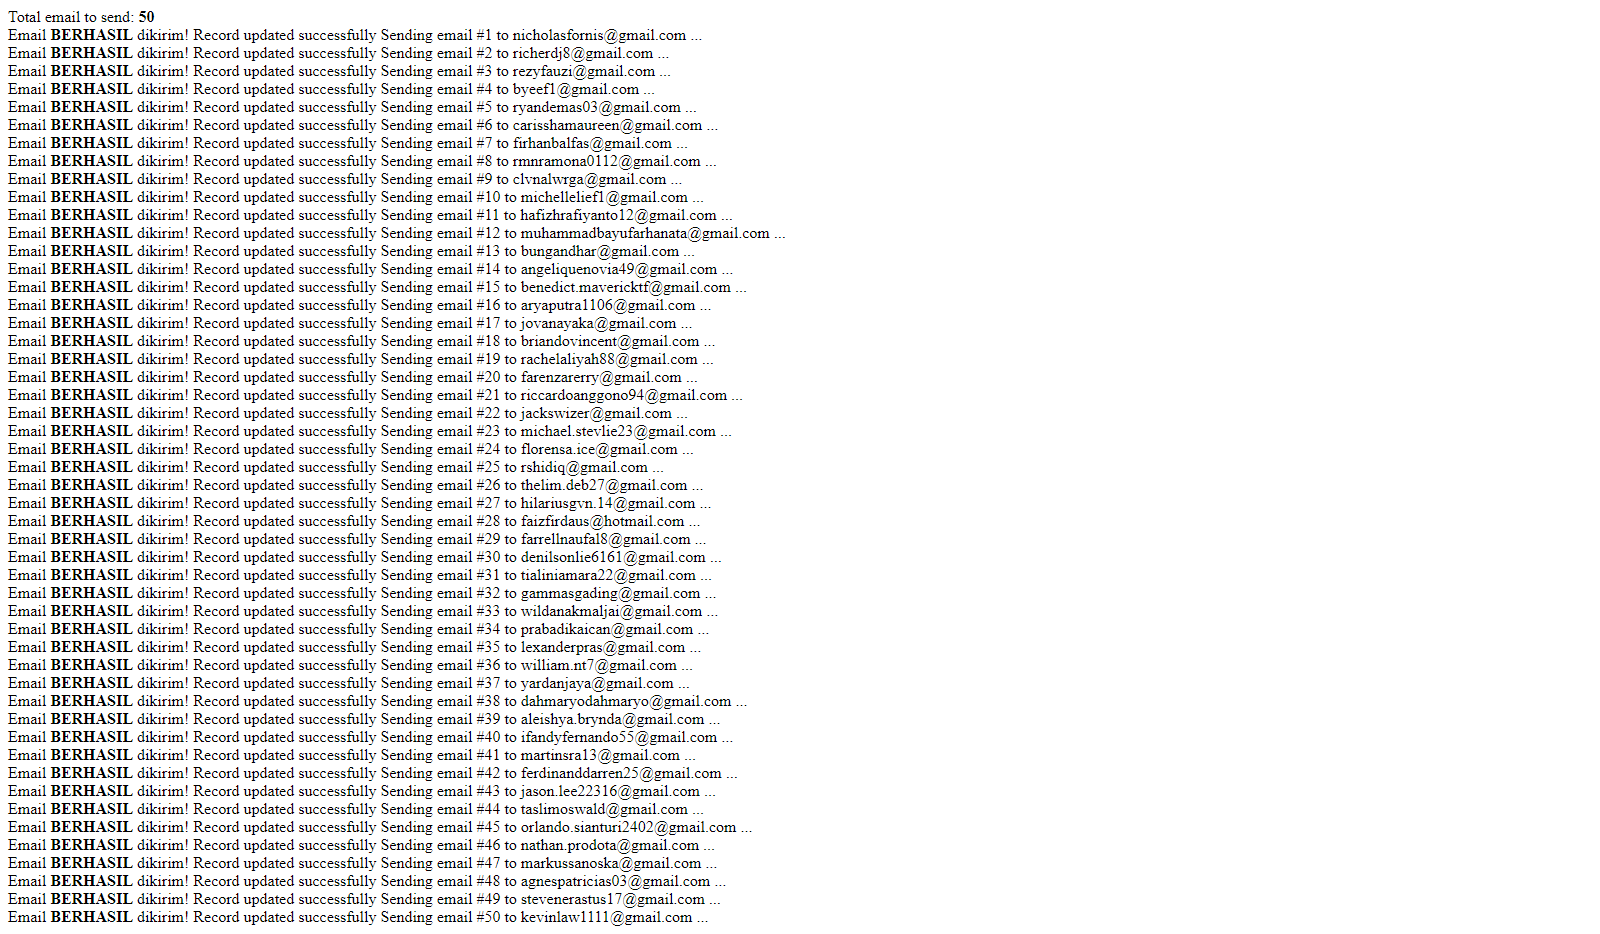 Total email to send: 50
Email BERHASIL dikirim! Record updated successfully Sending email #1 to nicholasfornis@gmail.com ...
Email BERHASIL dikirim! Record updated successfully Sending email #2 to richerdj8@gmail.com ...
Email BERHASIL dikirim! Record updated successfully Sending email #3 to rezyfauzi@gmail.com ...
Email BERHASIL dikirim! Record updated successfully Sending email #4 to byeef1@gmail.com ...
Email BERHASIL dikirim! Record updated successfully Sending email #5 to ryandemas03@gmail.com ...
Email BERHASIL dikirim! Record updated successfully Sending email #6 to carisshamaureen@gmail.com ...
Email BERHASIL dikirim! Record updated successfully Sending email #7 to firhanbalfas@gmail.com ...
Email BERHASIL dikirim! Record updated successfully Sending email #8 to rmnramona0112@gmail.com ...
Email BERHASIL dikirim! Record updated successfully Sending email #9 to clvnalwrga@gmail.com ...
Email BERHASIL dikirim! Record updated successfully Sending email #10 to michellelief1@gmail.com ...
Email BERHASIL dikirim! Record updated successfully Sending email #11 to hafizhrafiyanto12@gmail.com ...
Email BERHASIL dikirim! Record updated successfully Sending email #12 to muhammadbayufarhanata@gmail.com ...
Email BERHASIL dikirim! Record updated successfully Sending email #13 to bungandhar@gmail.com ...
Email BERHASIL dikirim! Record updated successfully Sending email #14 to angeliquenovia49@gmail.com ...
Email BERHASIL dikirim! Record updated successfully Sending email #15 to benedict.mavericktf@gmail.com ...
Email BERHASIL dikirim! Record updated successfully Sending email #16 to aryaputra1106@gmail.com ...
Email BERHASIL dikirim! Record updated successfully Sending email #17 to jovanayaka@gmail.com ...
Email BERHASIL dikirim! Record updated successfully Sending email #18 to briandovincent@gmail.com ...
Email BERHASIL dikirim! Record updated successfully Sending email #19 to rachelaliyah88@gmail.com ...
Email BERHASIL dikirim! Record updated successfully Sending email #20 to farenzarerry@gmail.com ...
Email BERHASIL dikirim! Record updated successfully Sending email #21 to riccardoanggono94@gmail.com ...
Email BERHASIL dikirim! Record updated successfully Sending email #22 to jackswizer@gmail.com ...
Email BERHASIL dikirim! Record updated successfully Sending email #23 to michael.stevlie23@gmail.com ...
Email BERHASIL dikirim! Record updated successfully Sending email #24 to florensa.ice@gmail.com ...
Email BERHASIL dikirim! Record updated successfully Sending email #25 to rshidiq@gmail.com ...
Email BERHASIL dikirim! Record updated successfully Sending email #26 to thelim.deb27@gmail.com ...
Email BERHASIL dikirim! Record updated successfully Sending email #27 to hilariusgvn.14@gmail.com ...
Email BERHASIL dikirim! Record updated successfully Sending email #28 to faizfirdaus@hotmail.com ...
Email BERHASIL dikirim! Record updated successfully Sending email #29 to farrellnaufal8@gmail.com ...
Email BERHASIL dikirim! Record updated successfully Sending email #30 to denilsonlie6161@gmail.com ...
Email BERHASIL dikirim! Record updated successfully Sending email #31 to tialiniamara22@gmail.com ...
Email BERHASIL dikirim! Record updated successfully Sending email #32 to gammasgading@gmail.com ...
Email BERHASIL dikirim! Record updated successfully Sending email #33 to wildanakmaljai@gmail.com ...
Email BERHASIL dikirim! Record updated successfully Sending email #34 to prabadikaican@gmail.com ...
Email BERHASIL dikirim! Record updated successfully Sending email #35 to lexanderpras@gmail.com ...
Email BERHASIL dikirim! Record updated successfully Sending email #36 to william.nt7@gmail.com ...
Email BERHASIL dikirim! Record updated successfully Sending email #37 to yardanjaya@gmail.com ...
Email BERHASIL dikirim! Record updated successfully Sending email #38 to dahmaryodahmaryo@gmail.com ...
Email BERHASIL dikirim! Record updated successfully Sending email #39 to aleishya.brynda@gmail.com ...
Email BERHASIL dikirim! Record updated successfully Sending email #40 to ifandyfernando55@gmail.com ...
Email BERHASIL dikirim! Record updated successfully Sending email #41 to martinsra13@gmail.com ...
Email BERHASIL dikirim! Record updated successfully Sending email #42 to ferdinanddarren25@gmail.com ...
Email BERHASIL dikirim! Record updated successfully Sending email #43 to jason.lee22316@gmail.com ...
Email BERHASIL dikirim! Record updated successfully Sending email #44 to taslimoswald@gmail.com ...
Email BERHASIL dikirim! Record updated successfully Sending email #45 to orlando.sianturi2402@gmail.com ...
Email BERHASIL dikirim! Record updated successfully Sending email #46 to nathan.prodota@gmail.com ...
Email BERHASIL dikirim! Record updated successfully Sending email #47 to markussanoska@gmail.com ...
Email BERHASIL dikirim! Record updated successfully Sending email #48 to agnespatricias03@gmail.com ...
Email BERHASIL dikirim! Record updated successfully Sending email #49 to stevenerastus17@gmail.com ...
Email BERHASIL dikirim! Record updated successfully Sending email #50 to kevinlaw1111@gmail.com ...